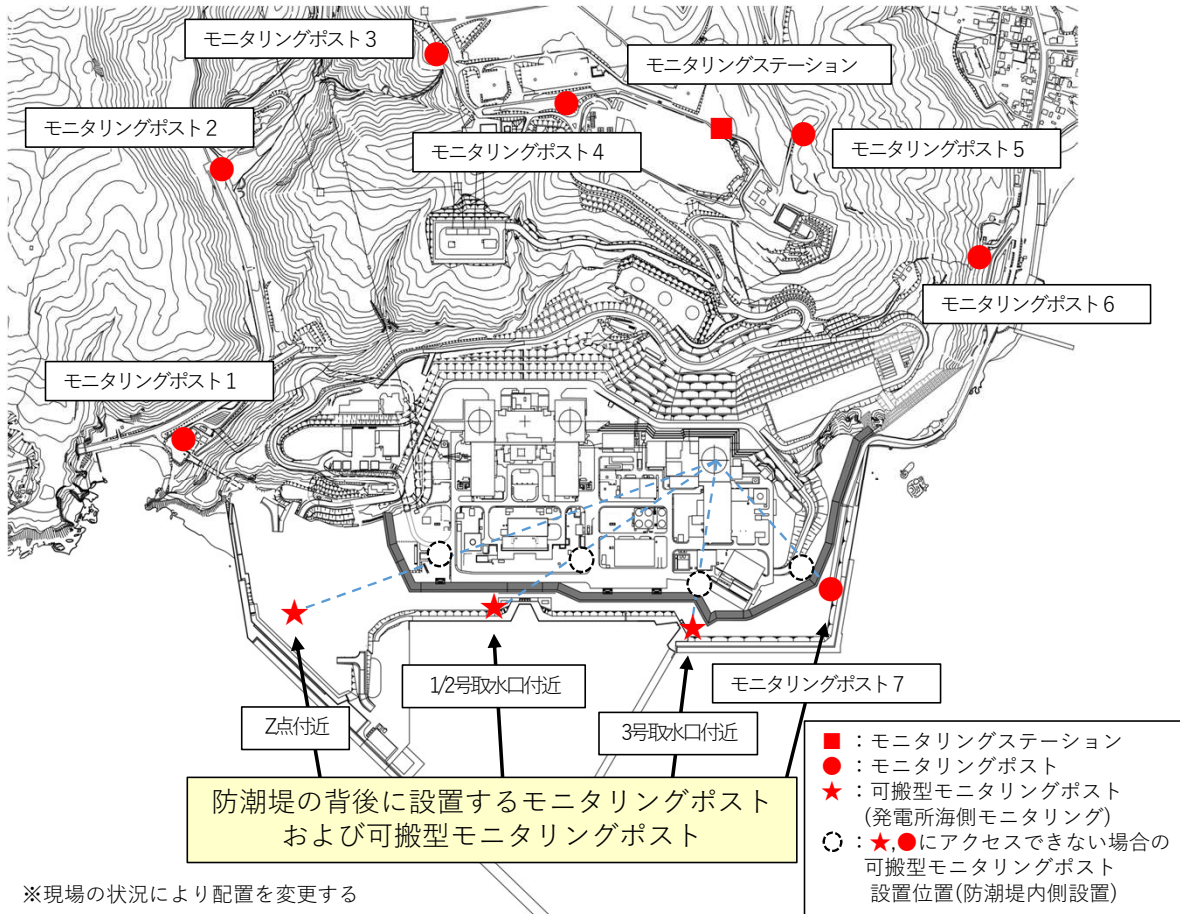 モニタリングポスト３
モニタリングステーション
モニタリングポスト２
モニタリングポスト４
モニタリングポスト５
モニタリングポスト６
モニタリングポスト１
1/2号取水口付近
モニタリングポスト７
Z点付近
3号取水口付近
防潮堤の背後に設置するモニタリングポスト
および可搬型モニタリングポスト
■：モニタリングステーション
●：モニタリングポスト
★：可搬型モニタリングポスト
(発電所海側モニタリング)
：★,●にアクセスできない場合の
可搬型モニタリングポスト
設置位置(防潮堤内側設置)
※現場の状況により配置を変更する